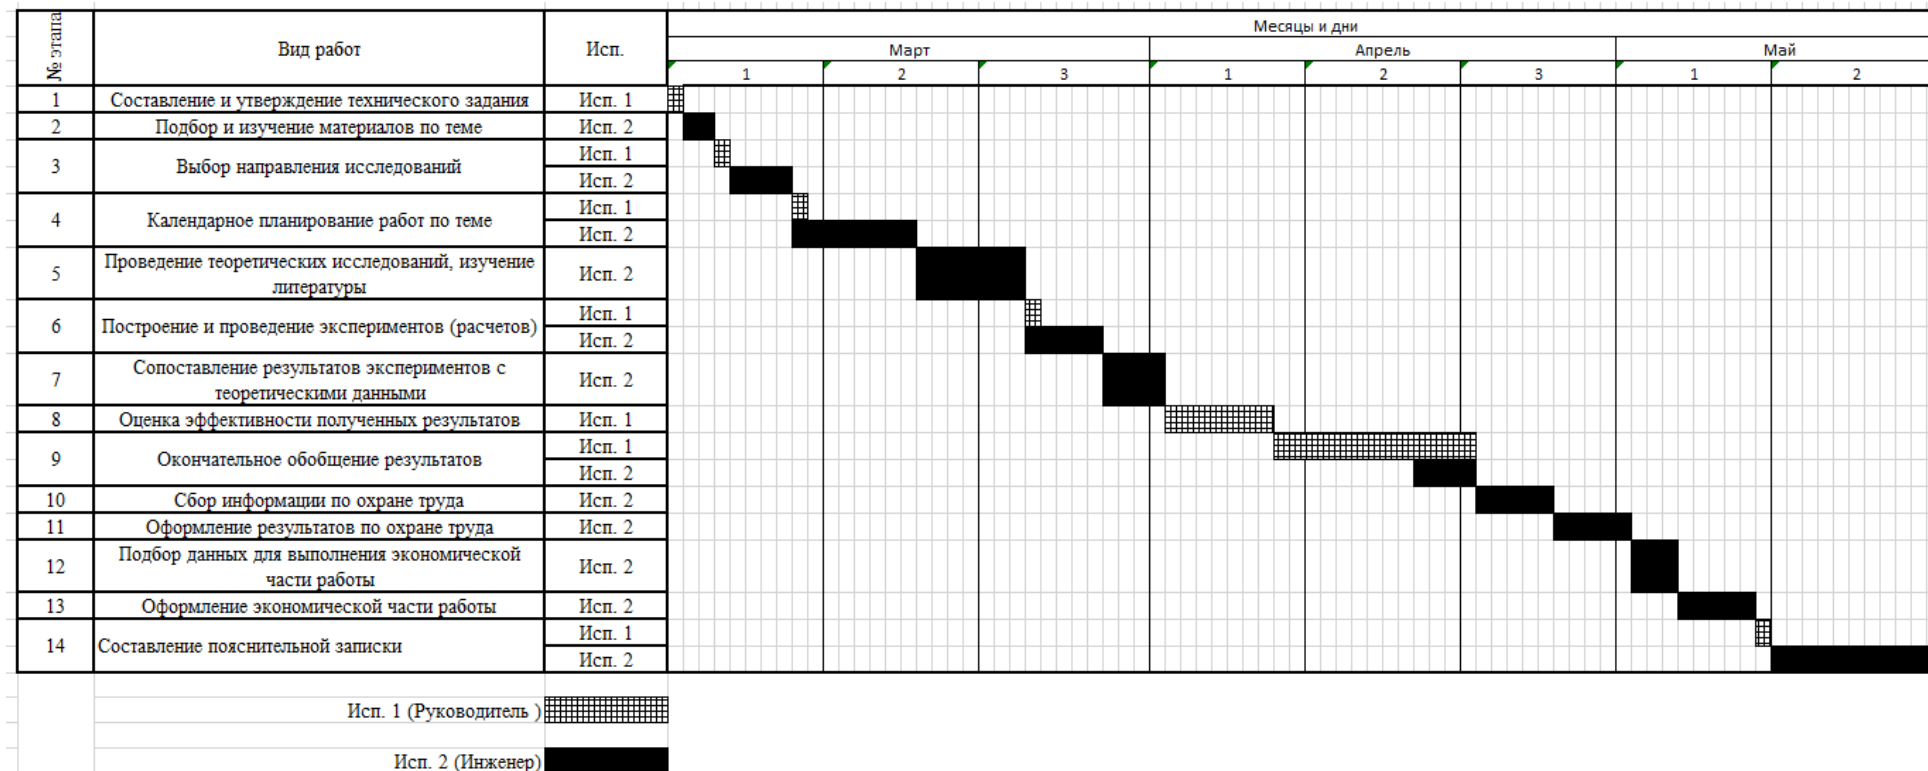 № этапа
Вид работ
Исп.
Месяцы и дни
Март
Апрель
Май
1
2
3
1
2
3
1
2
1
Составление и утверждение технического задания
Исп. 1
2
Подбор и изучение материалов по теме
Исп. 2
3
Выбор направления исследований
Исп. 1
Исп. 2
4
Календарное планирование работ по теме
Исп. 1
Исп. 2
5
Проведение теоретических исследований, изучение
литературы
Исп. 2
6
Построение и проведение экспериментов (расчетов)
Исп. 1
Исп. 2
7
Сопоставление результатов экспериментов с
теоретическими данными
Исп. 2
8
Оценка эффективности полученных результатов
Исп. 1
9
Окончательное обобщение результатов
Исп. 1
Исп. 2
10
Сбор информации по охране труда
Исп. 2
11
Оформление результатов по охране труда
Исп. 2
12
Подбор данных для выполнения экономической
части работы
Исп. 2
13
Оформление экономической части работы
Исп. 2
14
Составление пояснительной записки
Исп. 1
Исп. 2
Исп. 1 (Руководитель )
Исп. 2 (Инженер)